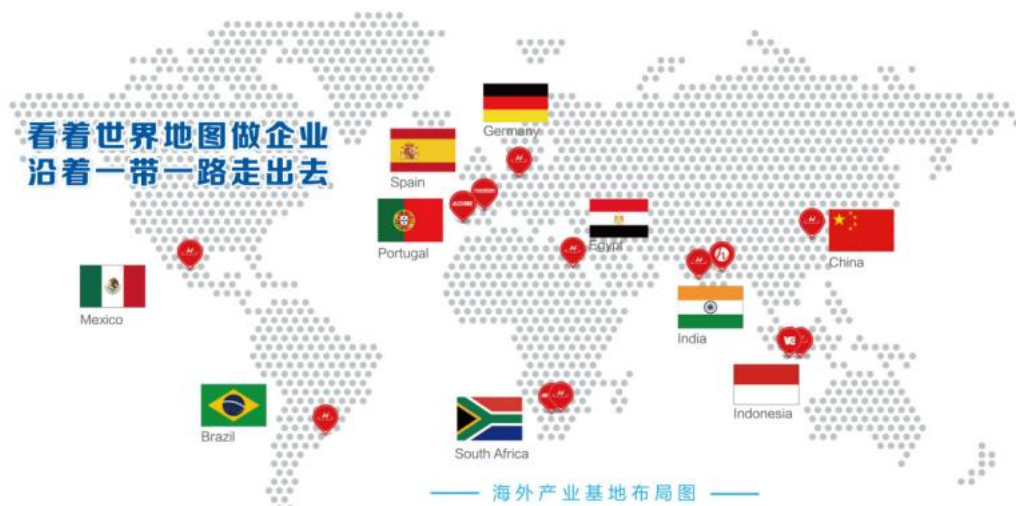 看着世界地图做企业
沿着一带一路走出去
Germany
Spain
Portugal
Egypt
China
Mexico
India
Indonesia
Brazil
South Africa
海外产业基地布局图